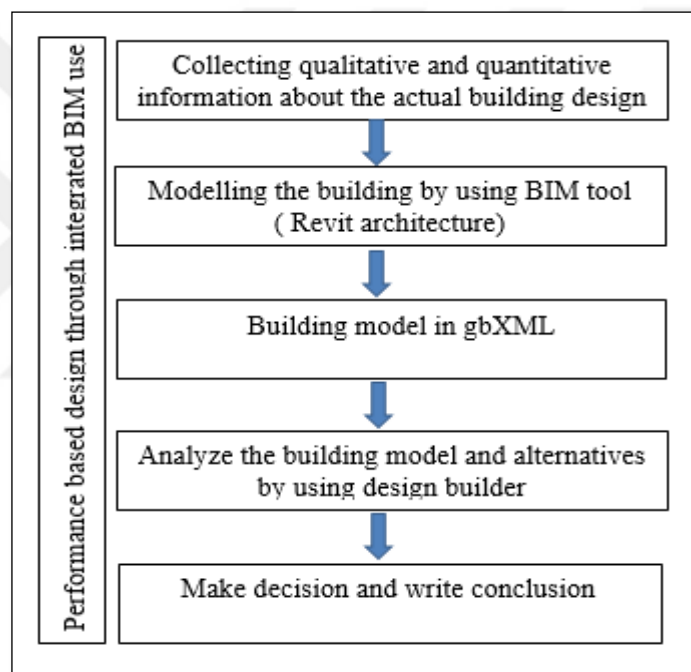 Performance based design through integrated BIM use
Collecting qualitative and quantitative
information about the actual building design
Modelling the building by using BIM tool
( Revit architecture)
Building model in gbXML
Analyze the building model and alternatives
by using design builder
Make decision and write conclusion